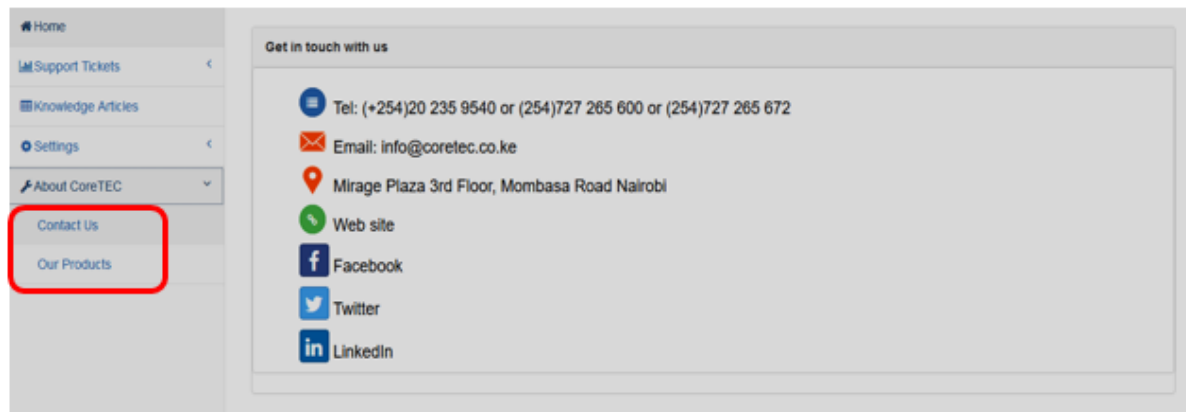 Home
Support Tickets
Knowledge Articles
Settings
About CoreTEC
Contact Us
Our Products
Get in touch with us
Tel: (+254)20 235 9540 or (254)727 265 600 or (254)727 265 672
Email: info@coretec.co.ke
Mirage Plaza 3rd Floor, Mombasa Road Nairobi
Web site
Facebook
Twitter
LinkedIn